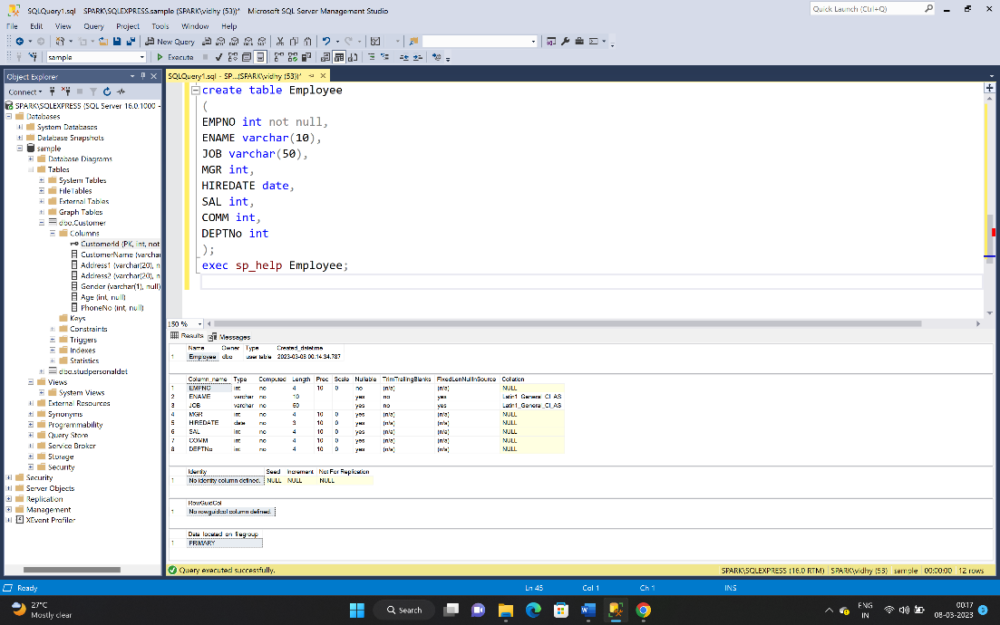 SQLQuery1.sql - SPARK\SQLEXPRESS.sample (SPARK\vidhy (53))* - Microsoft SQL Server Management Studio
Quick Launch (Ctrl+Q)
File Edit View Query Project Tools Window Help
New Query
sample
Execute
Object Explorer
Connect
SPARK\SQLEXPRESS (SQL Server 16.0.1000 -
Databases
System Databases
Database Snapshots
sample
Database Diagrams
Tables
System Tables
FileTables
External Tables
Graph Tables
dbo.Customer
Columns
CustomerId (PK, int, not
CustomerName (varchar
Address1 (varchar(20), n
Address2 (varchar(20), n
Gender (varchar(1), null)
Age (int, null)
PhoneNo (int, null)
Keys
Constraints
Triggers
Indexes
Statistics
dbo.studpersonaldet
Views
System Views
External Resources
Synonyms
Programmability
Query Store
Service Broker
Storage
Security
Security
Server Objects
Replication
Management
XEvent Profiler
SQLQuery1.sql - SP...(SPARK\vidhy (53))*
create table Employee
(
EMPNO int not null,
ENAME varchar(10),
JOB varchar(50),
MGR int,
HIREDATE date,
SAL int,
COMM int,
DEPTNo int
);
exec sp_help Employee;
150 %
Results Messages
Name Owner Type Created_datetime
1 Employee dbo user table 2023-03-08 00:14:34.787
Column_name Type Computed Length Prec Scale Nullable TrimTrailingBlanks FixedLenNullInSource Collation
1 EMPNO int no 4 10 0 no (n/a) (n/a) NULL
2 ENAME varchar no 10 yes no yes Latin1_General_CI_AS
3 JOB varchar no 50 yes no yes Latin1_General_CI_AS
4 MGR int no 4 10 0 yes (n/a) (n/a) NULL
5 HIREDATE date no 3 10 0 yes (n/a) (n/a) NULL
6 SAL int no 4 10 0 yes (n/a) (n/a) NULL
7 COMM int no 4 10 0 yes (n/a) (n/a) NULL
8 DEPTNo int no 4 10 0 yes (n/a) (n/a) NULL
Identity Seed Increment Not For Replication
1 No identity column defined. NULL NULL NULL
RowGuidCol
1 No rowguidcol column defined.
Data_located_on_filegroup
1 PRIMARY
Query executed successfully. SPARK\SQLEXPRESS (16.0 RTM) SPARK\vidhy (53) sample 00:00:00 12 rows
Ready Ln 45 Col 1 Ch 1 INS
27°C
Mostly clear
Search
ENG
IN
00:17
08-03-2023
3